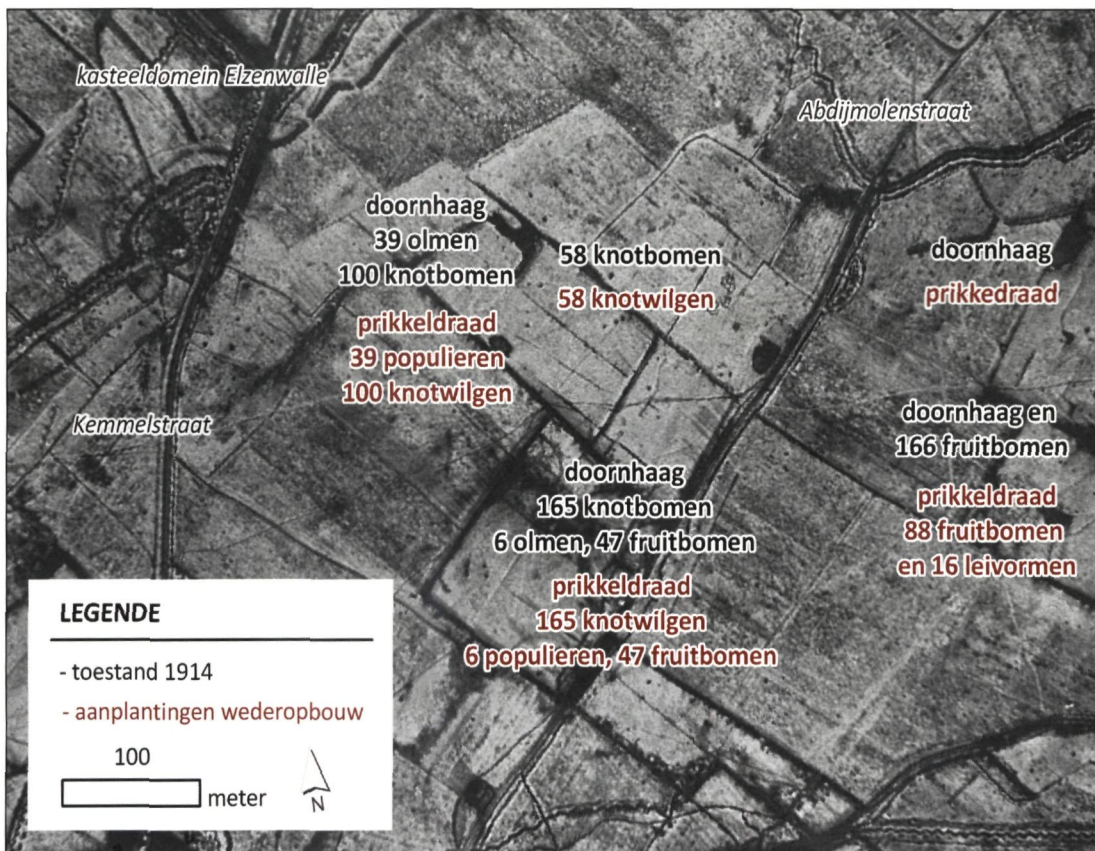 kasteeldomein Elzenwalle
Abdijmolenstraat
doornhaag
39 olmen
100 knotbomen
prikkeldraad
39 populieren
100 knotwilgen
58 knotbomen
58 knotwilgen
doornhaag
prikkedraad
Kemmelstraat
doornhaag en
166 fruitbomen
prikkeldraad
88 fruitbomen
en 16 leivormen
doornhaag
165 knotbomen
6 olmen, 47 fruitbomen
prikkeldraad
165 knotwilgen
6 populieren, 47 fruitbomen
LEGENDE
- toestand 1914
- aanplantingen wederopbouw
100
meter
N